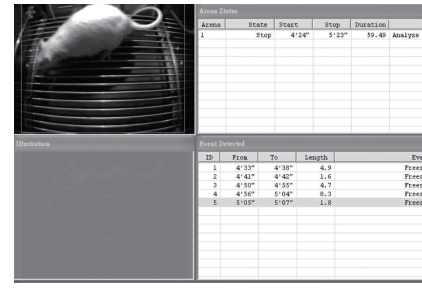 Arena Status
Arena State Start Stop Duration
1 Stop 4'24" 5'23" 59.49 Analyze
Illustration
Event Detected
ID From To Length
1 4'33" 4'38" 4.9
2 4'41" 4'42" 1.6
3 4'50" 4'55" 4.7
4 4'56" 5'04" 8.3
5 5'05" 5'07" 1.8